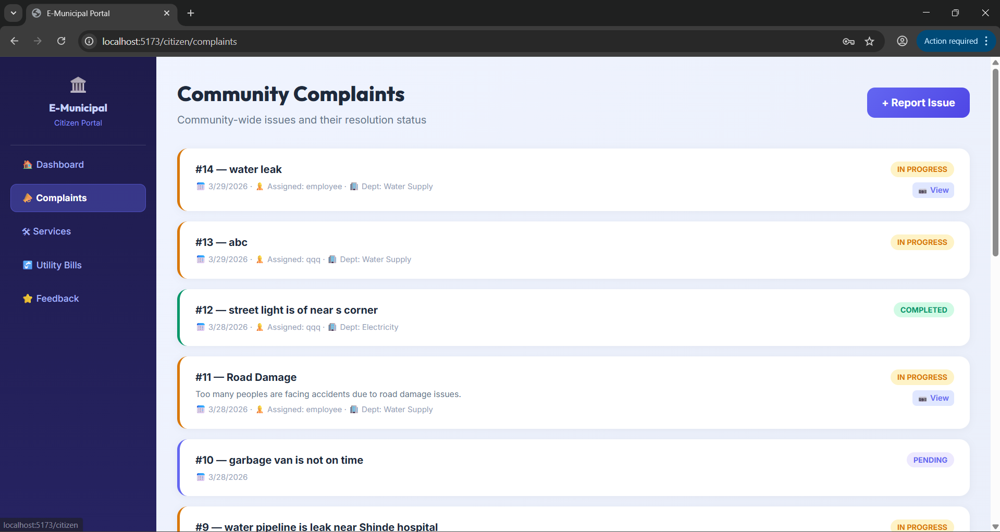 E-Municipal Portal
localhost:5173/citizen/complaints
Action required
E-Municipal
Citizen Portal
Dashboard
Complaints
Services
Utility Bills
Feedback
Community Complaints
Community-wide issues and their resolution status
+ Report Issue
#14 — water leak
IN PROGRESS
3/29/2026 · Assigned: employee · Dept: Water Supply
View
#13 — abc
IN PROGRESS
3/29/2026 · Assigned: qqq · Dept: Water Supply
#12 — street light is of near s corner
COMPLETED
3/28/2026 · Assigned: qqq · Dept: Electricity
#11 — Road Damage
IN PROGRESS
Too many peoples are facing accidents due to road damage issues.
View
3/28/2026 · Assigned: employee · Dept: Water Supply
#10 — garbage van is not on time
PENDING
3/28/2026
#9 — water pipeline is leak near Shinde hospital
IN PROGRESS
localhost:5173/citizen